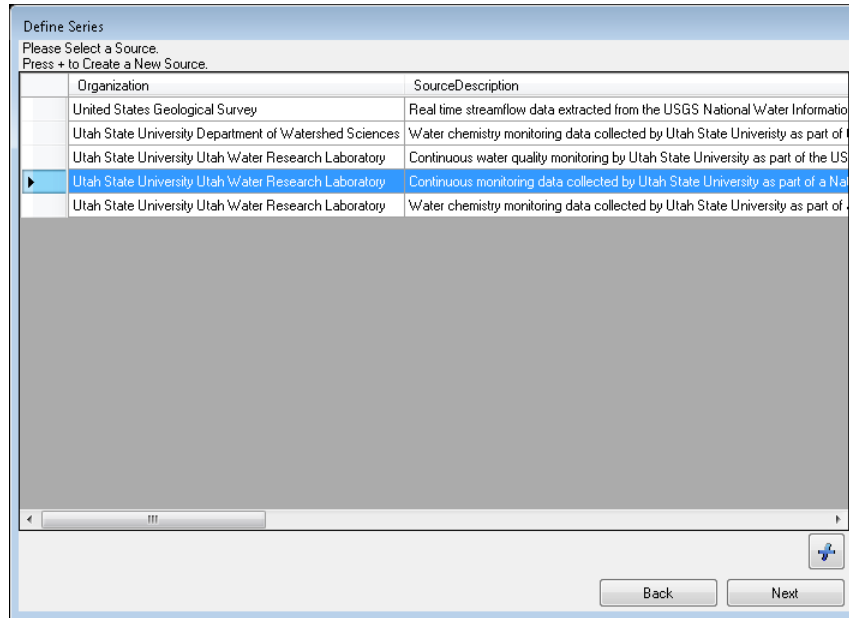 Define Series
Please Select a Source.
Press + to Create a New Source.
Organization SourceDescription
United States Geological Survey Real time streamflow data extracted from the USGS National Water Informatio
Utah State University Department of Watershed Sciences Water chemistry monitoring data collected by Utah State Univeristy as part of
Utah State University Utah Water Research Laboratory Continuous water quality monitoring by Utah State University as part of the US
Utah State University Utah Water Research Laboratory Continuous monitoring data collected by Utah State University as part of a Nat
Utah State University Utah Water Research Laboratory Water chemistry monitoring data collected by Utah State University as part of
Back Next